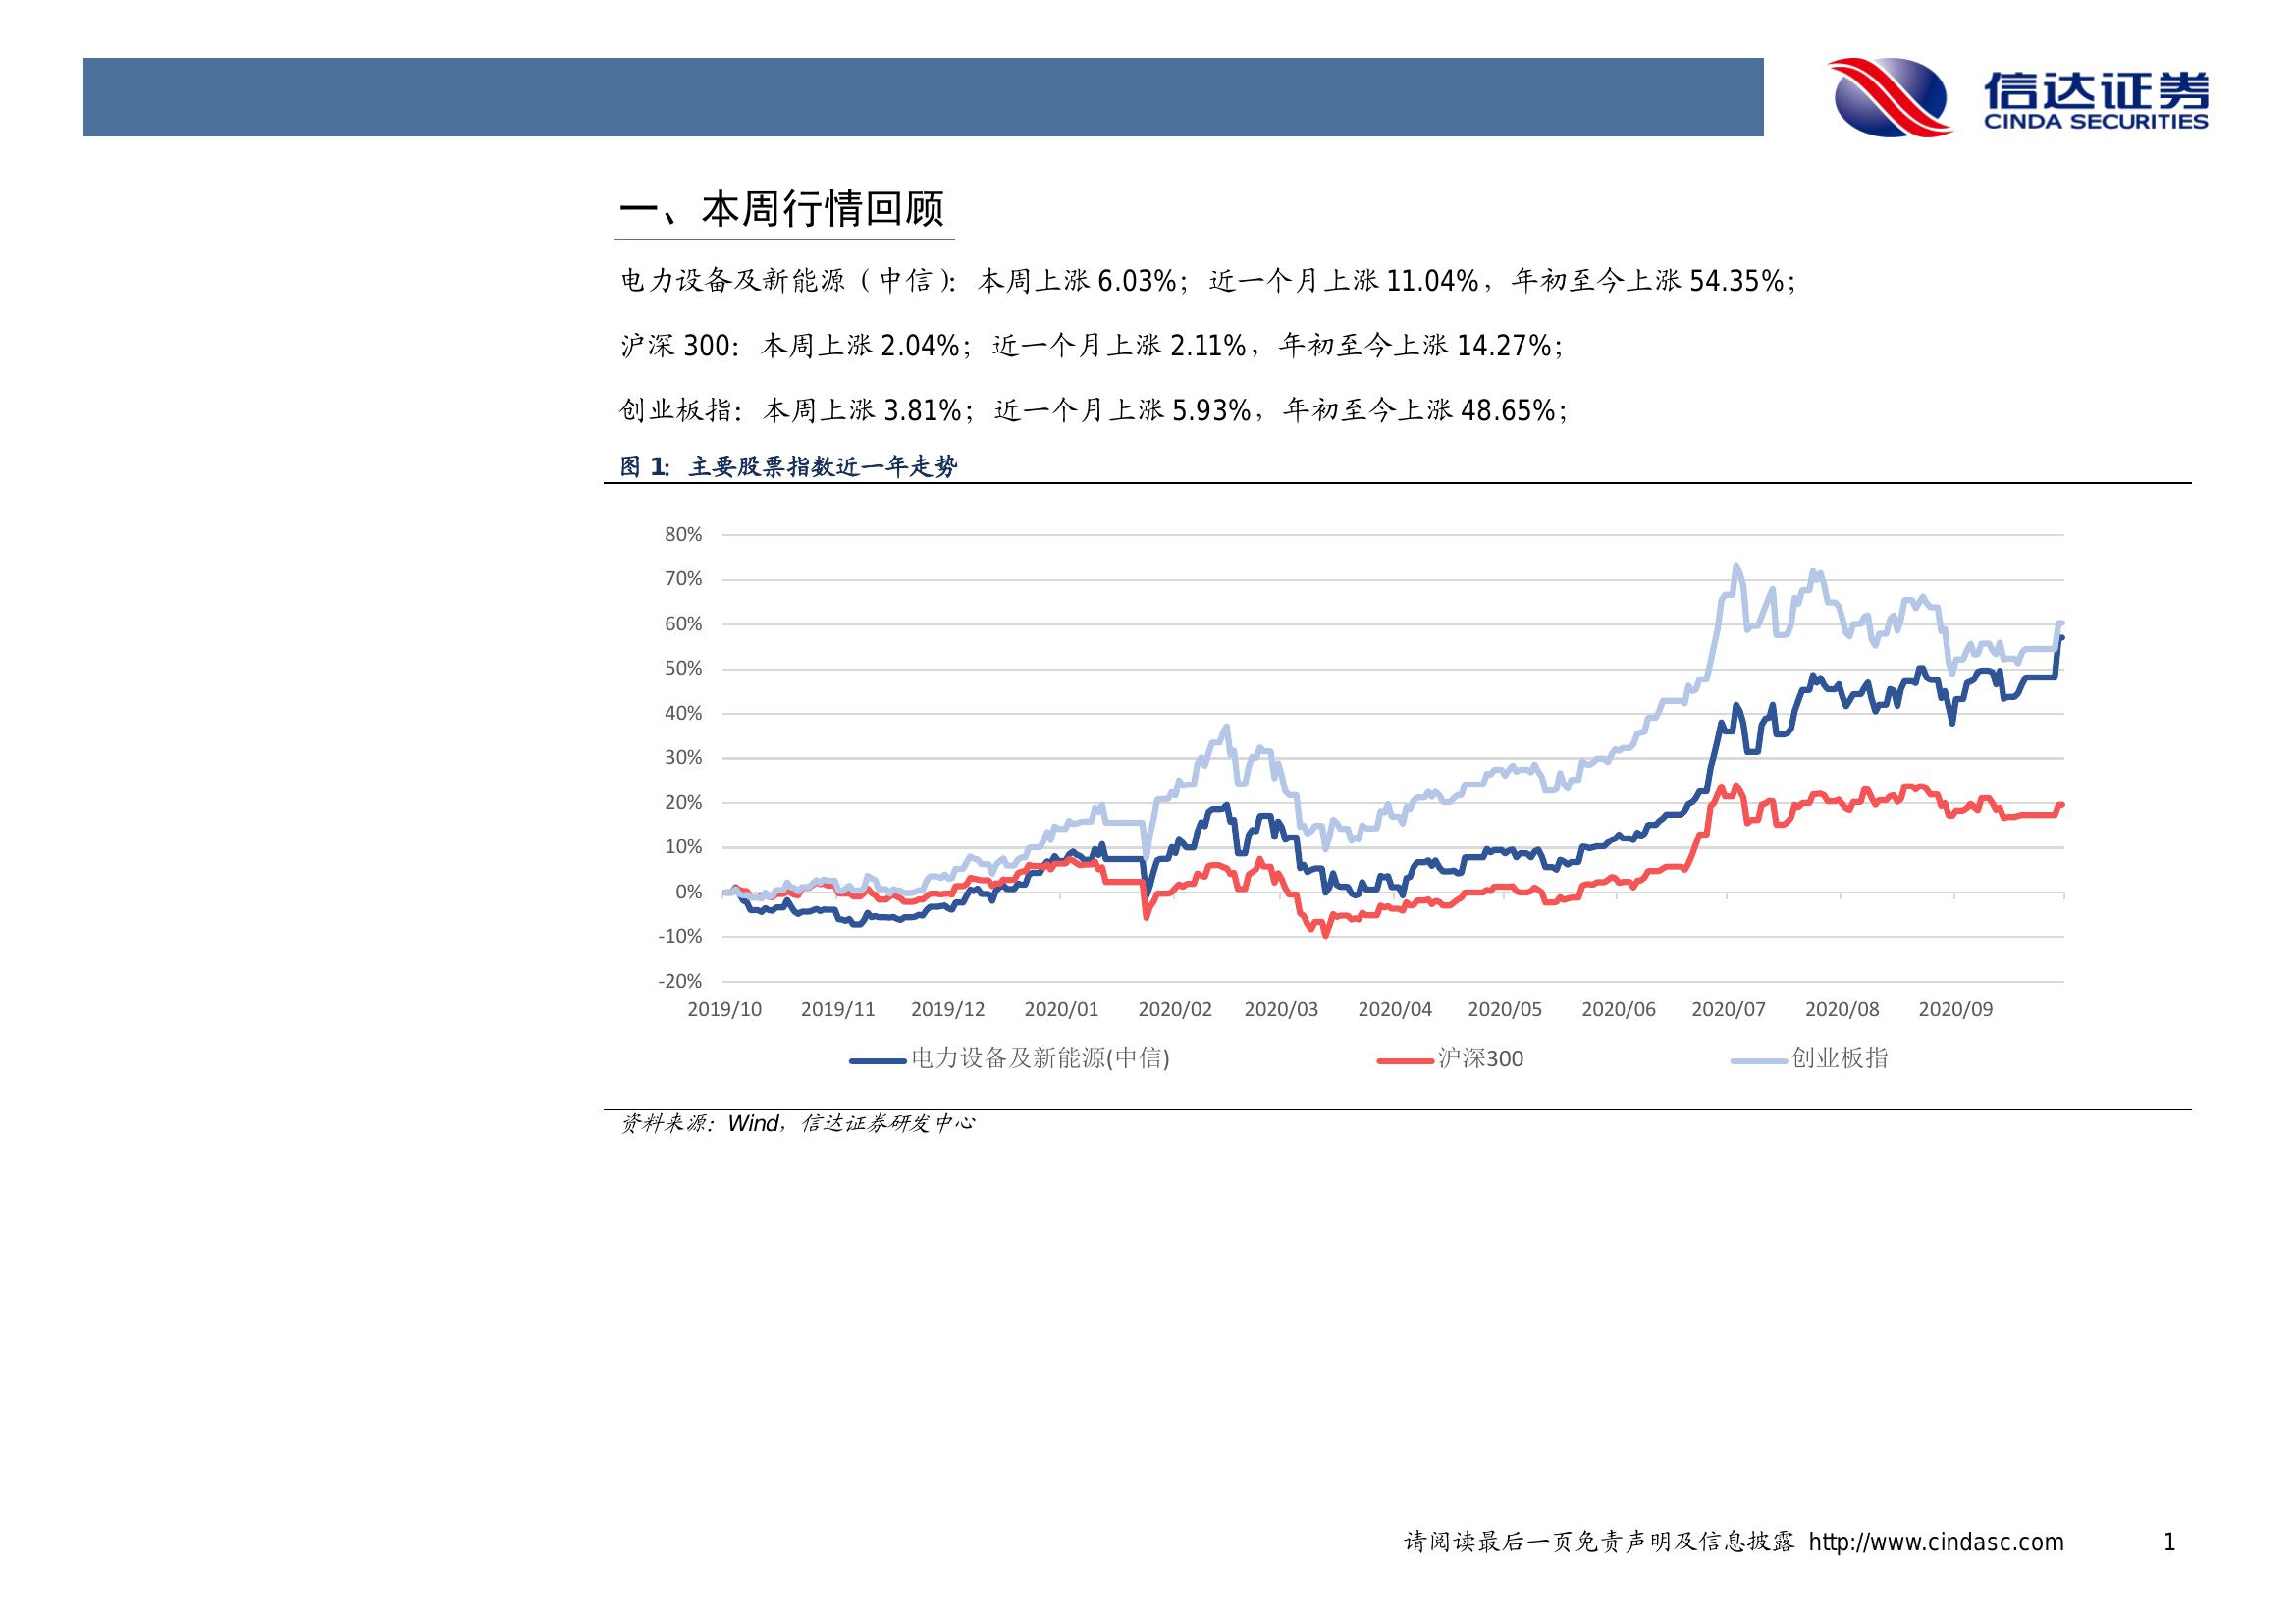 信达证券
CINDA SECURITIES
一、本周行情回顾
电力设备及新能源（中信）：本周上涨 6.03%；近一个月上涨 11.04%，年初至今上涨 54.35%；
沪深 300：本周上涨 2.04%；近一个月上涨 2.11%，年初至今上涨 14.27%；
创业板指：本周上涨 3.81%；近一个月上涨 5.93%，年初至今上涨 48.65%；
图 1：主要股票指数近一年走势
80%
70%
60%
50%
40%
30%
20%
10%
0%
-10%
-20%
2019/10 2019/11 2019/12 2020/01 2020/02 2020/03 2020/04 2020/05 2020/06 2020/07 2020/08 2020/09
电力设备及新能源(中信) 沪深300 创业板指
资料来源：Wind，信达证券研发中心
请阅读最后一页免责声明及信息披露 http://www.cindasc.com 1